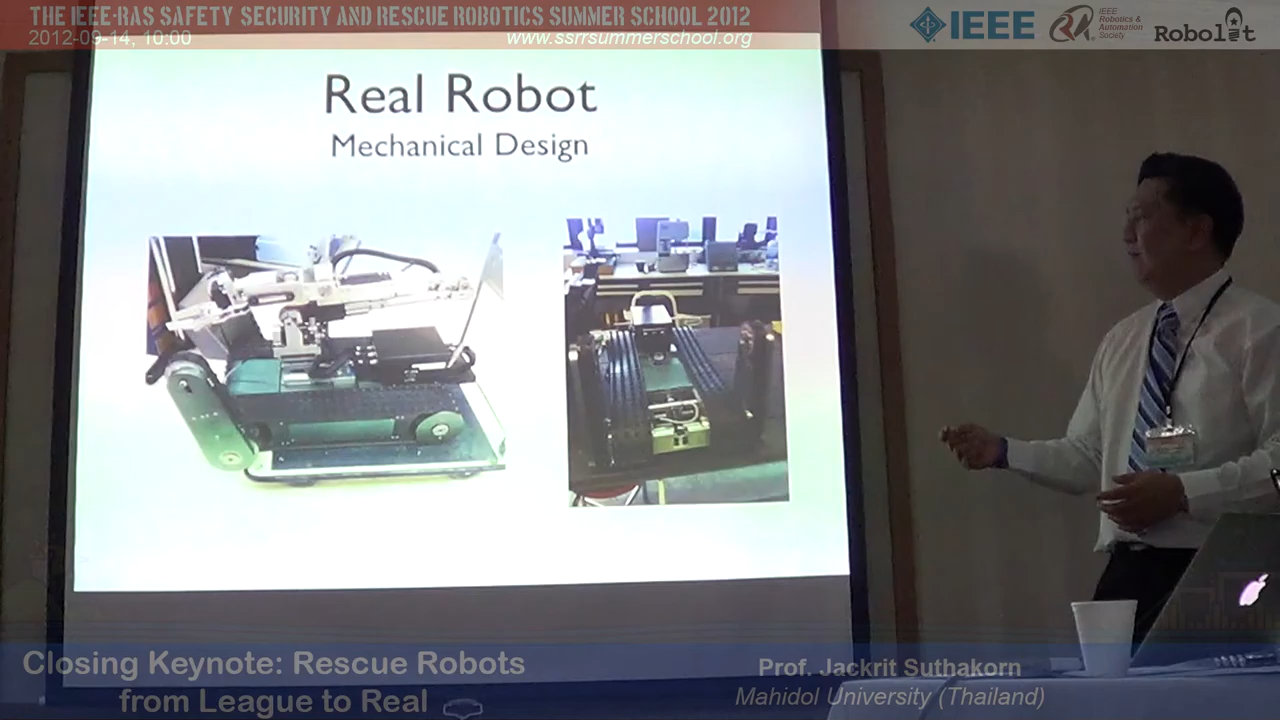 THE IEEE-RAS SAFETY SECURITY AND RESCUE ROBOTICS SUMMER SCHOOL 2012
2012-09-14, 10:00
www.ssrrsummerschool.org
IEEE
IEEE
Robotics &
Automation
Society
Robolit
Real Robot
Mechanical Design
Closing Keynote: Rescue Robots
from League to Real
Prof. Jackrit Suthakorn
Mahidol University (Thailand)